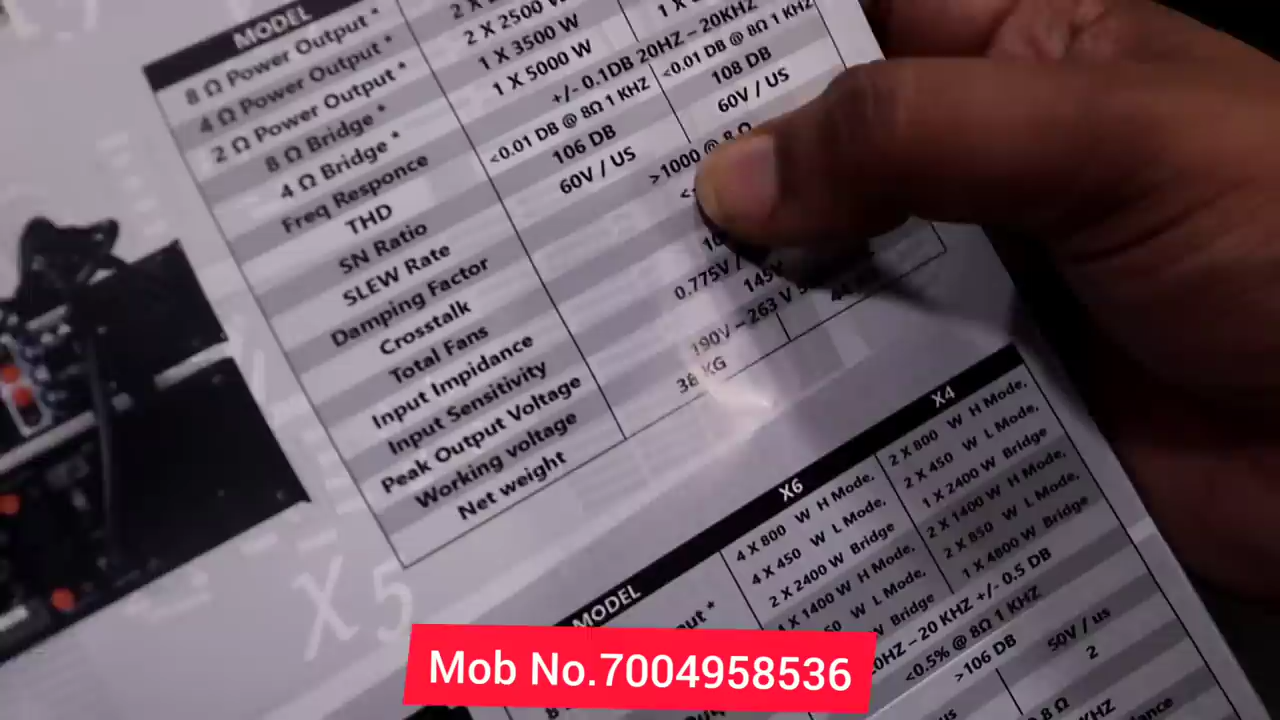 MODEL
8 Ω Power Output *
4 Ω Power Output *
2 Ω Power Output *
8 Ω Bridge *
4 Ω Bridge *
Freq Responce
THD
SN Ratio
SLEW Rate
Damping Factor
Crosstalk
Total Fans
Input Impidance
Input Sensitivity
Peak Output Voltage
Working voltage
Net weight
2 X 2500 W
1 X 3500 W
1 X 5000 W
+/- 0.1DB 20HZ – 20KHZ
<0.01 DB @ 8Ω 1 KHZ
<0.01 DB @ 8Ω 1 KHZ
106 DB
108 DB
60V / US
60V / US
>1000 @ 8 Ω
0.775V /
145V
190V – 263 V
38 KG
X5
MODEL
X6
X4
4 X 800 W H Mode,
4 X 450 W L Mode,
2 X 2400 W Bridge
4 X 1400 W H Mode,
W L Mode,
W Bridge
2 X 800 W H Mode,
2 X 450 W L Mode,
1 X 2400 W Bridge
2 X 1400 W H Mode,
2 X 850 W L Mode,
1 X 4800 W Bridge
20HZ – 20 KHZ +/- 0.5 DB
<0.5% @ 8Ω 1 KHZ
>106 DB
50V / us
2
Mob No.7004958536